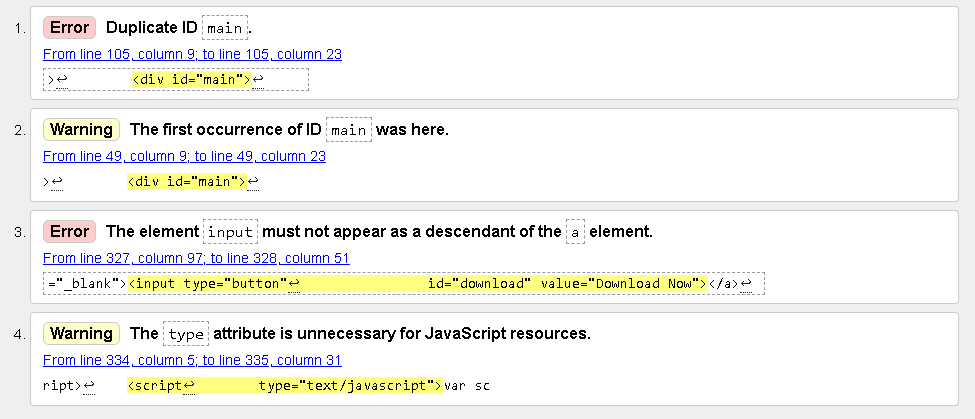 1. Error Duplicate ID main.
From line 105, column 9; to line 105, column 23
>↩ <div id="main">↩
2. Warning The first occurrence of ID main was here.
From line 49, column 9; to line 49, column 23
>↩ <div id="main">↩
3. Error The element input must not appear as a descendant of the a element.
From line 327, column 97; to line 328, column 51
="_blank"><input type="button"↩ id="download" value="Download Now"></a>↩
4. Warning The type attribute is unnecessary for JavaScript resources.
From line 334, column 5; to line 335, column 31
ript>↩ <script↩ type="text/javascript">var sc